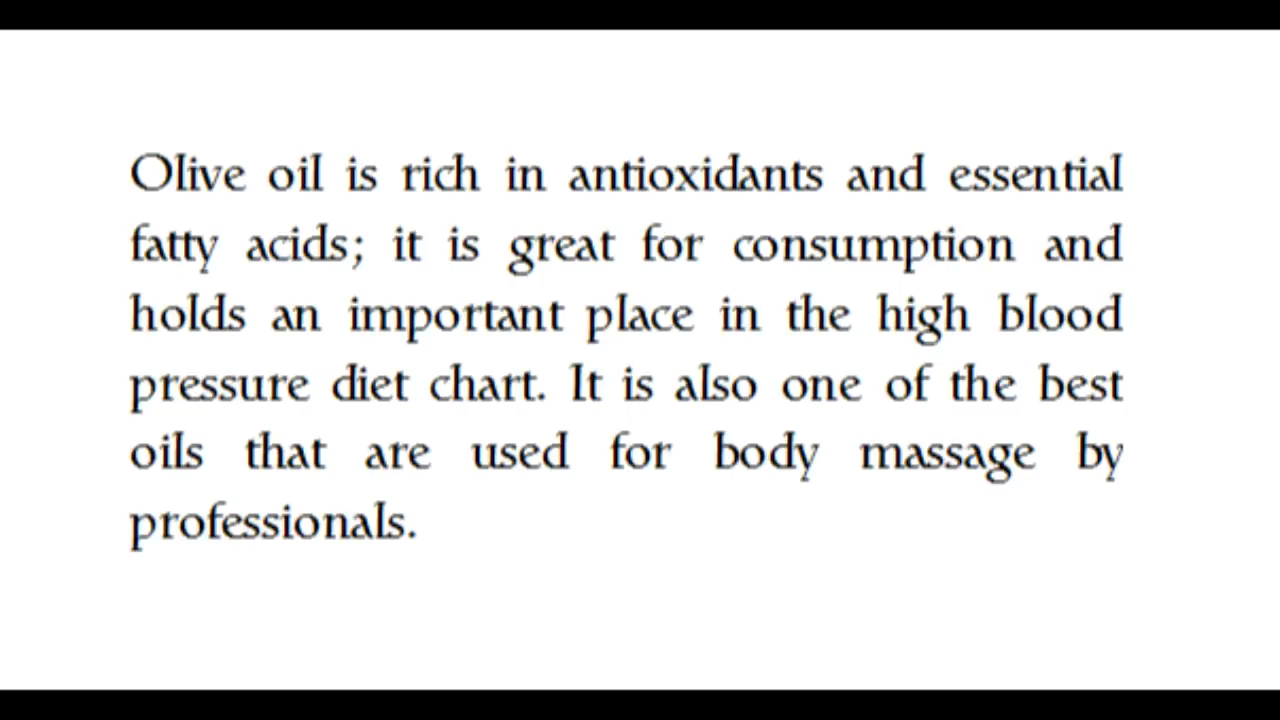 Olive oil is rich in antioxidants and essential
fatty acids; it is great for consumption and
holds an important place in the high blood
pressure diet chart. It is also one of the best
oils that are used for body massage by
professionals.